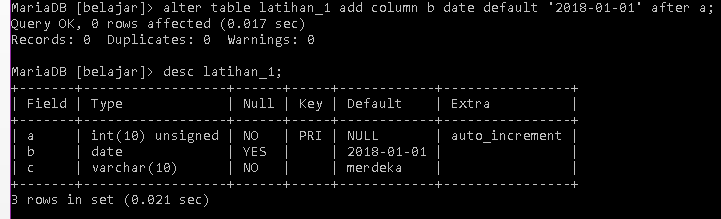 MariaDB [belajar]> alter table latihan_1 add column b date default '2018-01-01' after a;
Query OK, 0 rows affected (0.017 sec)
Records: 0  Duplicates: 0  Warnings: 0

MariaDB [belajar]> desc latihan_1;
+-------+------------------+------+-----+------------+----------------+
| Field | Type             | Null | Key | Default    | Extra          |
+-------+------------------+------+-----+------------+----------------+
| a     | int(10) unsigned | NO   | PRI | NULL       | auto_increment |
| b     | date             | YES  |     | 2018-01-01 |                |
| c     | varchar(10)      | NO   |     | merdeka    |                |
+-------+------------------+------+-----+------------+----------------+
3 rows in set (0.021 sec)